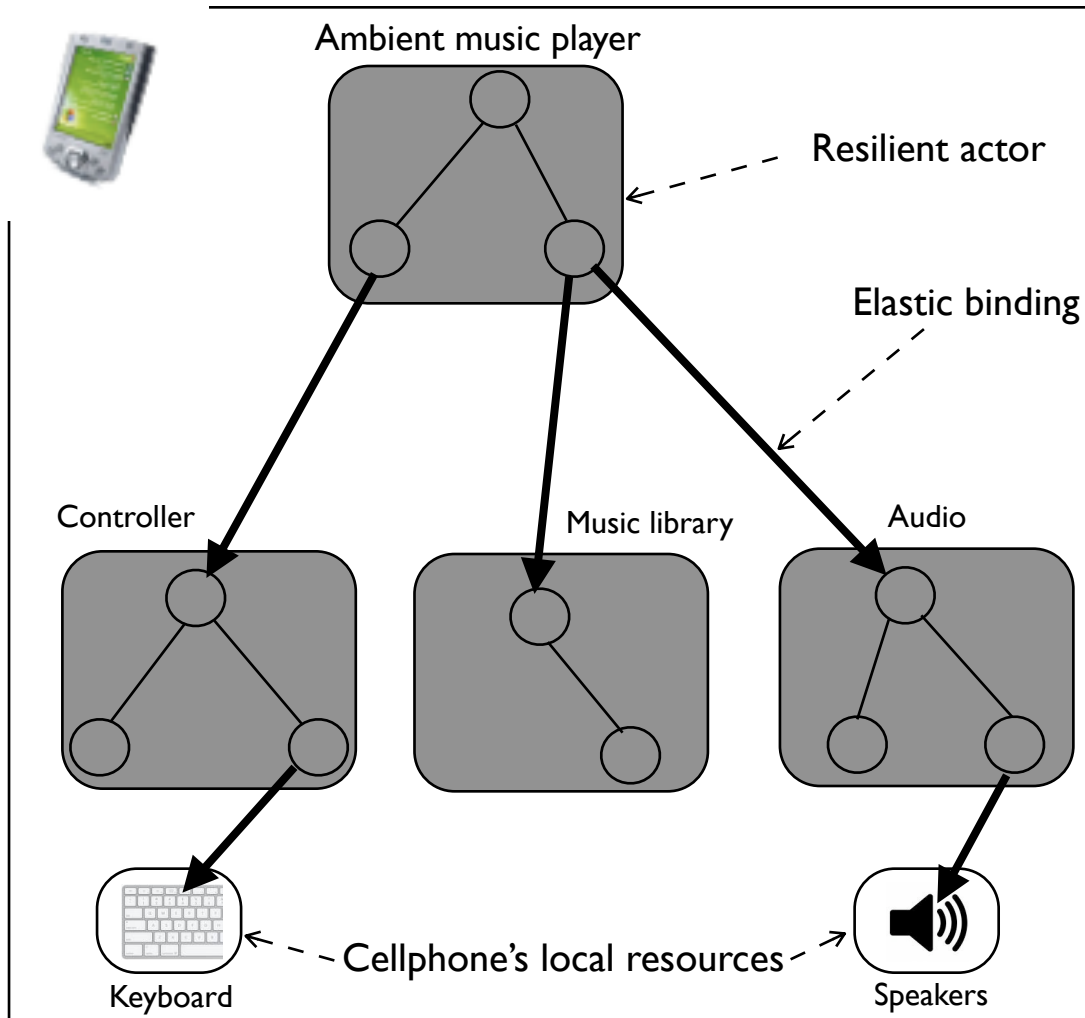 Ambient music player
Resilient actor
Elastic binding
Controller
Music library
Audio
Cellphone's local resources
Keyboard
Speakers